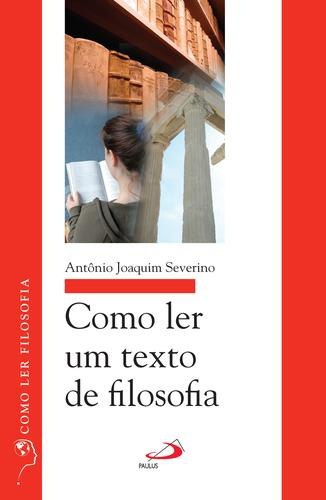 Antônio Joaquim Severino
Como ler
um texto
de filosofia
COMO LER FILOSOFIA
PAULUS